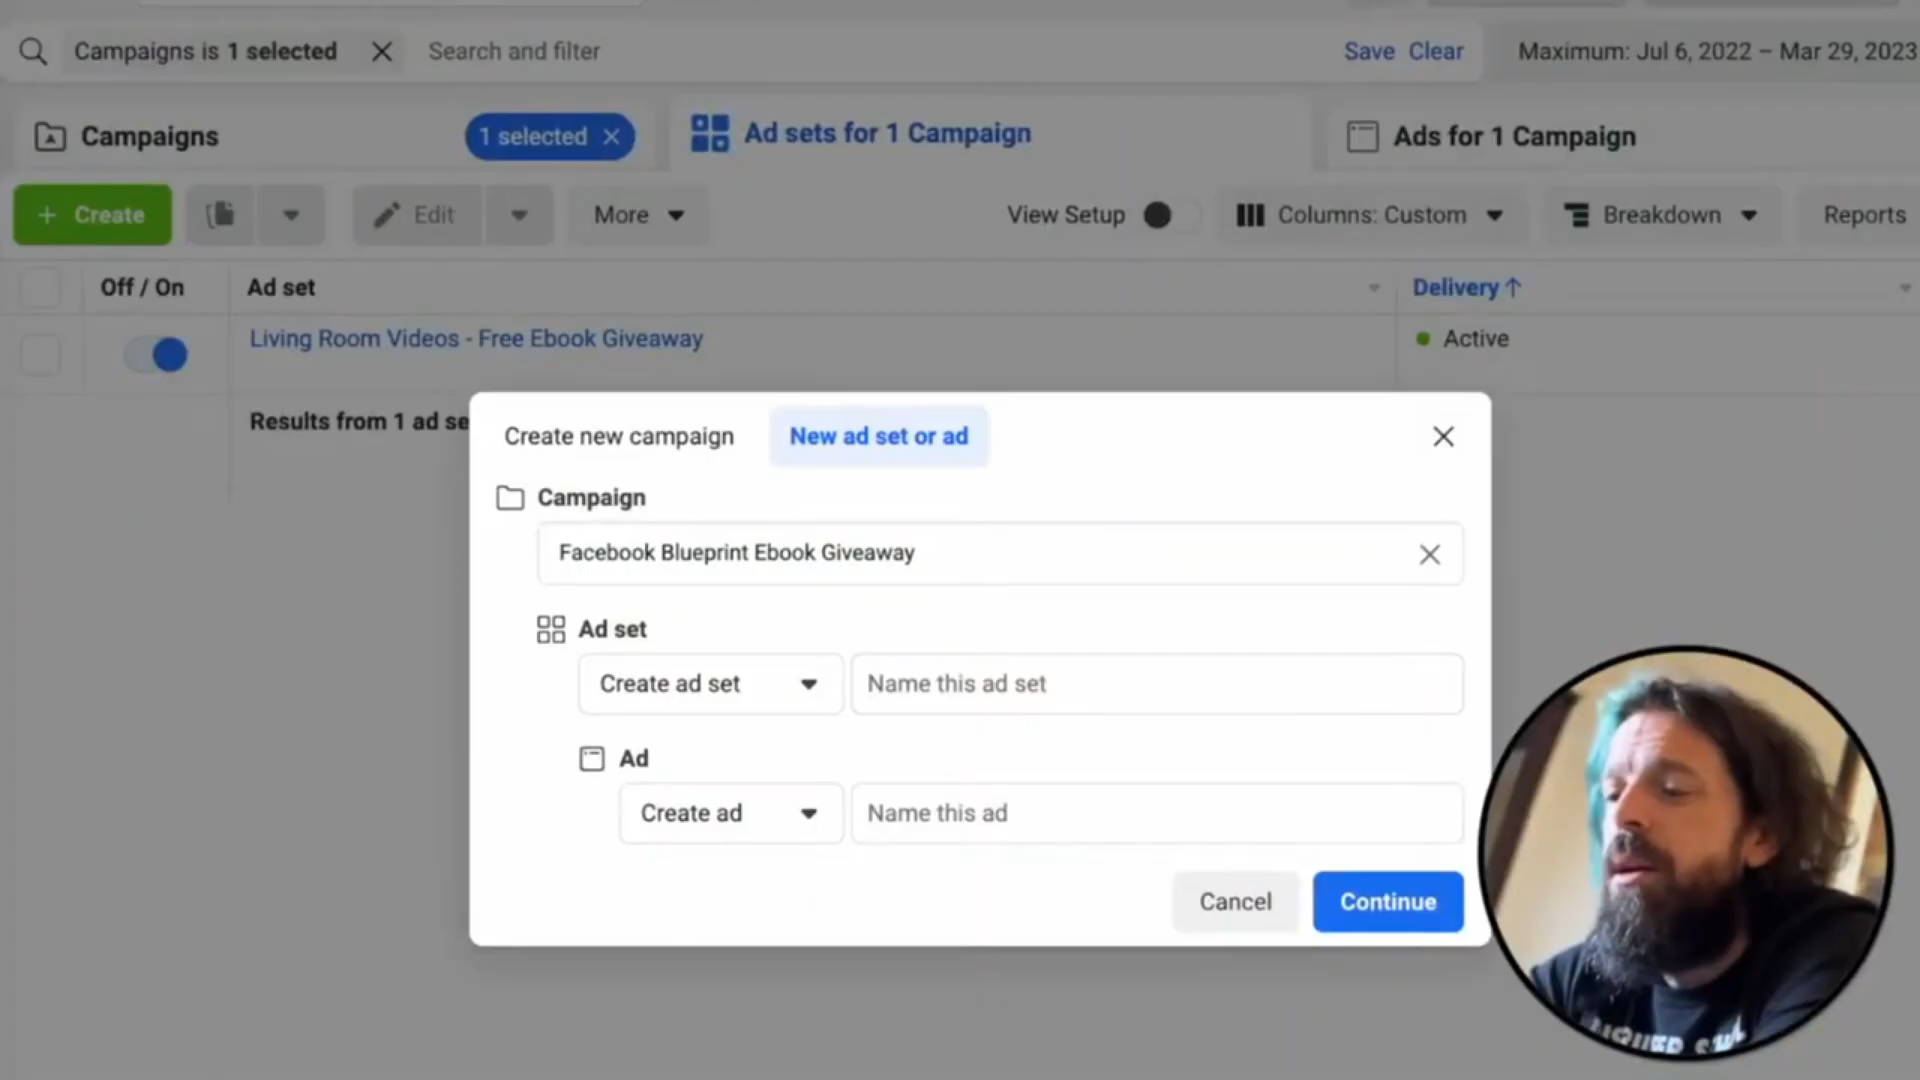 Campaigns is 1 selected
Search and filter
Save Clear
Maximum: Jul 6, 2022 – Mar 29, 2023
Campaigns
1 selected
Ad sets for 1 Campaign
Ads for 1 Campaign
+ Create
Edit
More
View Setup
Columns: Custom
Breakdown
Reports
Off / On
Ad set
Delivery ↑
Living Room Videos - Free Ebook Giveaway
Active
Results from 1 ad se
Create new campaign
New ad set or ad
Campaign
Facebook Blueprint Ebook Giveaway
Ad set
Create ad set
Name this ad set
Ad
Create ad
Name this ad
Cancel
Continue